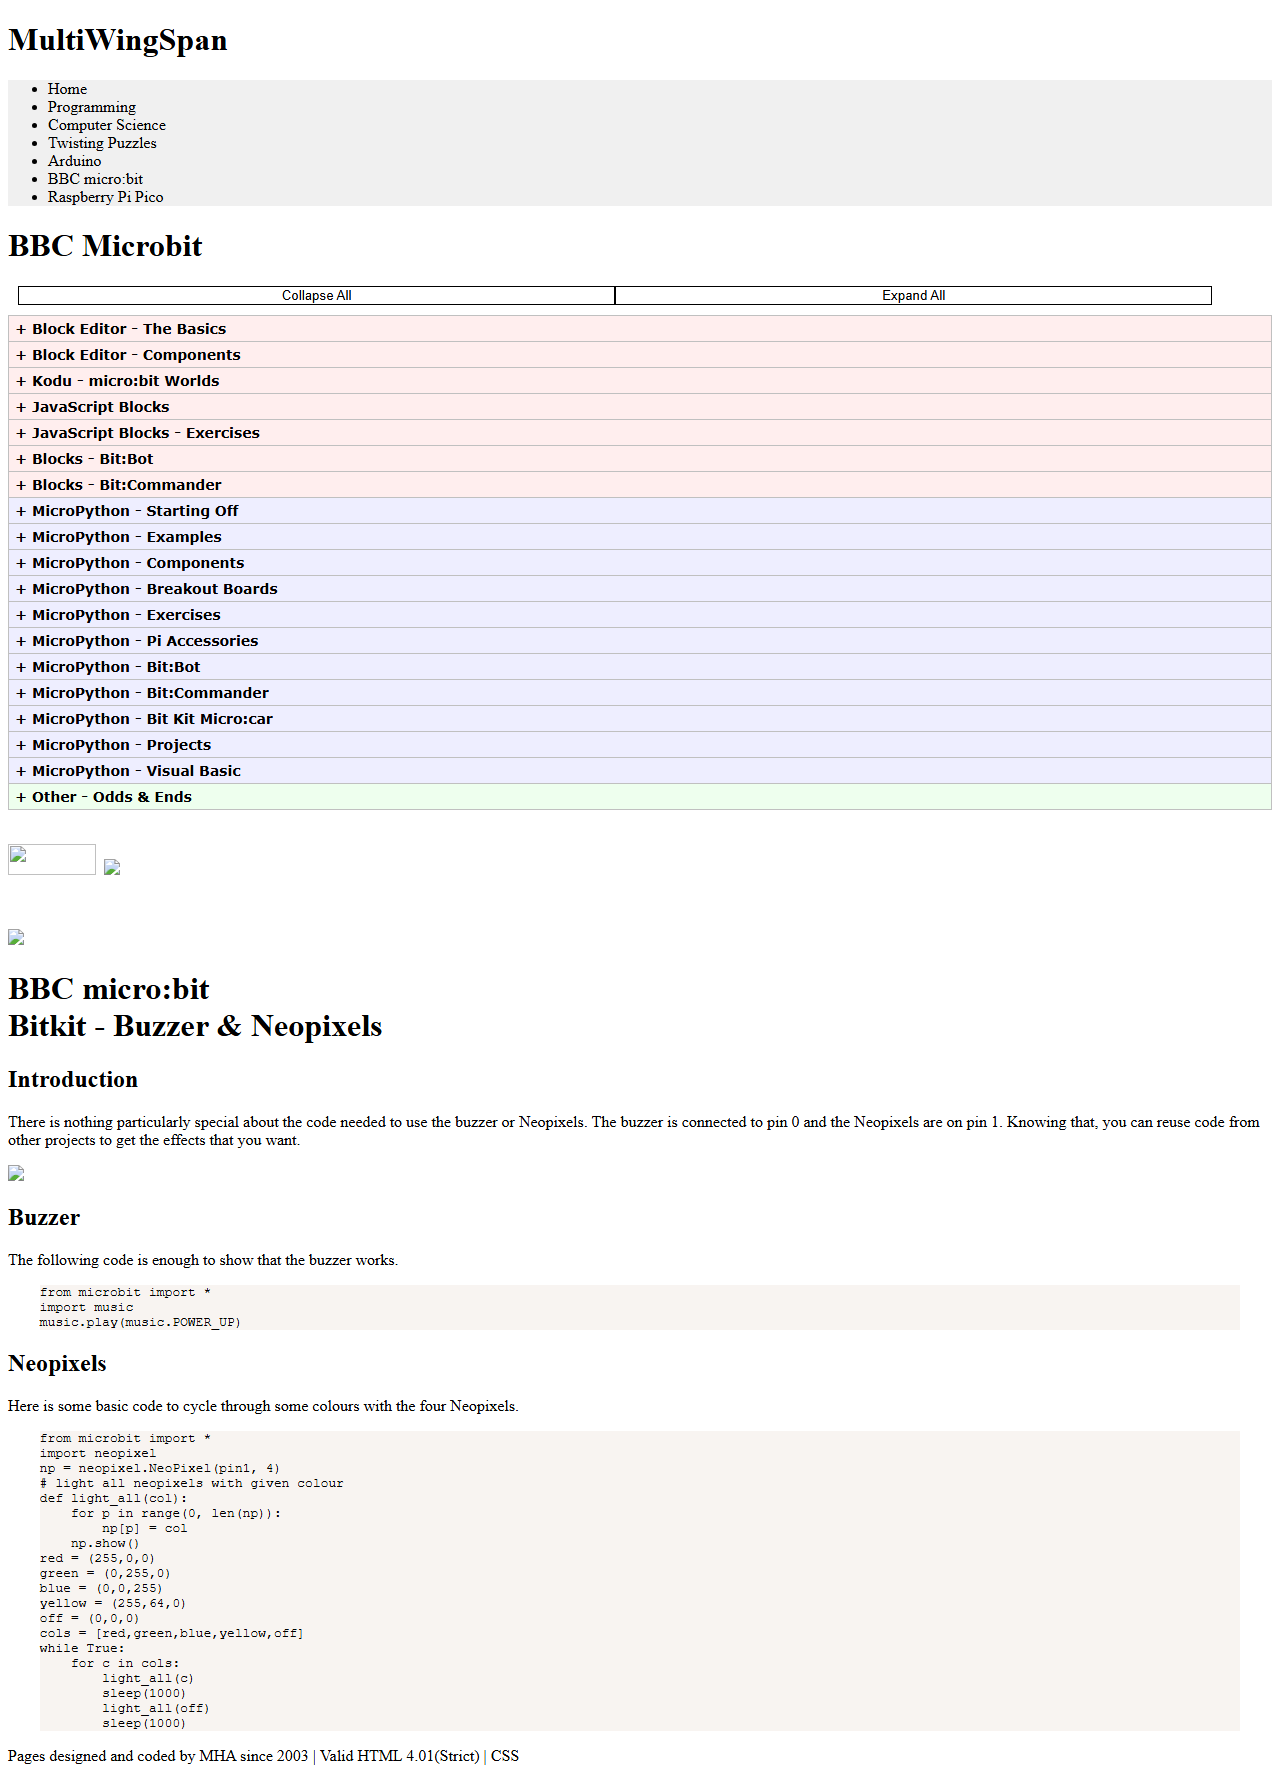 MultiWingSpan
Home
Programming
Computer Science
Twisting Puzzles
Arduino
BBC micro:bit
Raspberry Pi Pico
BBC Microbit
Collapse All Expand All
+ Block Editor - The Basics
+ Block Editor - Components
+ Kodu - micro:bit Worlds
+ JavaScript Blocks
+ JavaScript Blocks - Exercises
+ Blocks - Bit:Bot
+ Blocks - Bit:Commander
+ MicroPython - Starting Off
+ MicroPython - Examples
+ MicroPython - Components
+ MicroPython - Breakout Boards
+ MicroPython - Exercises
+ MicroPython - Pi Accessories
+ MicroPython - Bit:Bot
+ MicroPython - Bit:Commander
+ MicroPython - Bit Kit Micro:car
+ MicroPython - Projects
+ MicroPython - Visual Basic
+ Other - Odds & Ends
BBC micro:bit
Bitkit - Buzzer & Neopixels
Introduction
There is nothing particularly special about the code needed to use the buzzer or Neopixels. The buzzer is connected to pin 0 and the Neopixels are on pin 1. Knowing that, you can reuse code from
other projects to get the effects that you want.
Buzzer
The following code is enough to show that the buzzer works.
from microbit import *
import music
music.play(music.POWER_UP)
Neopixels
Here is some basic code to cycle through some colours with the four Neopixels.
from microbit import *
import neopixel
np = neopixel.NeoPixel(pin1, 4)
# light all neopixels with given colour
def light_all(col):
    for p in range(0, len(np)):
        np[p] = col
    np.show()
red = (255,0,0)
green = (0,255,0)
blue = (0,0,255)
yellow = (255,64,0)
off = (0,0,0)
cols = [red,green,blue,yellow,off]
while True:
    for c in cols:
        light_all(c)
        sleep(1000)
        light_all(off)
        sleep(1000)
Pages designed and coded by MHA since 2003 | Valid HTML 4.01(Strict) | CSS